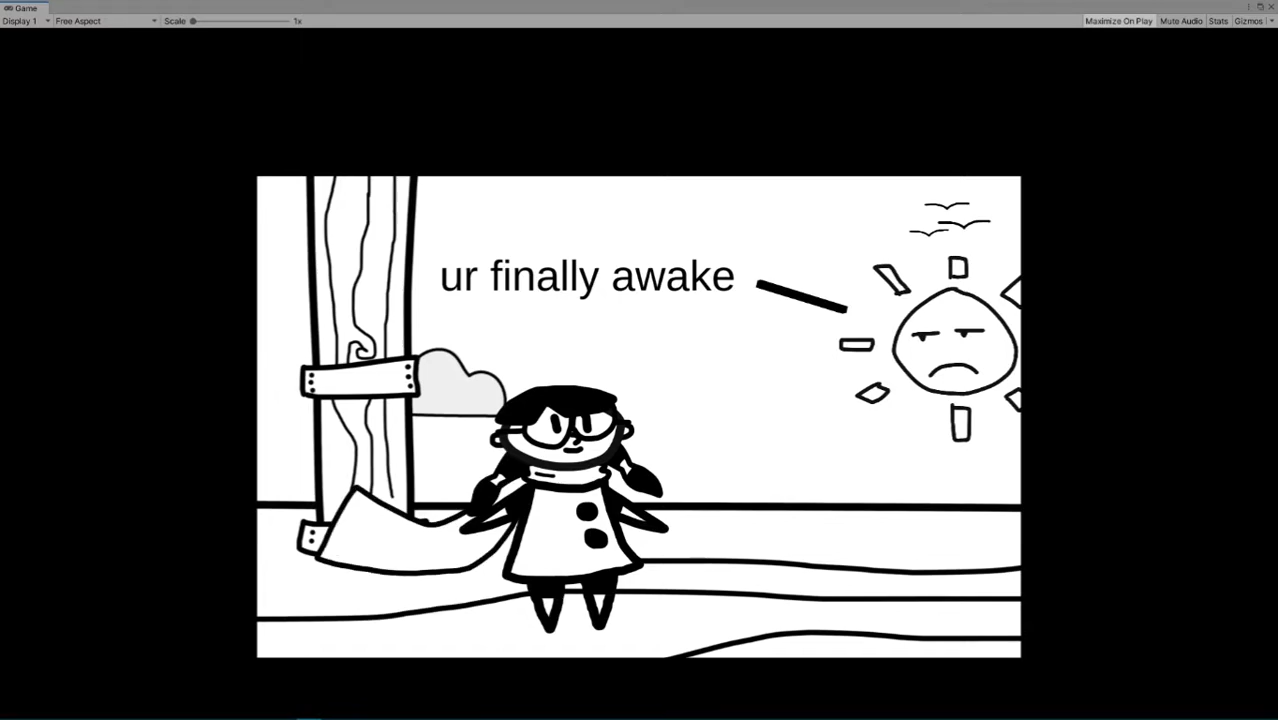 Game
Display 1 Free Aspect Scale 1x Maximize On Play Mute Audio Stats Gizmos
ur finally awake